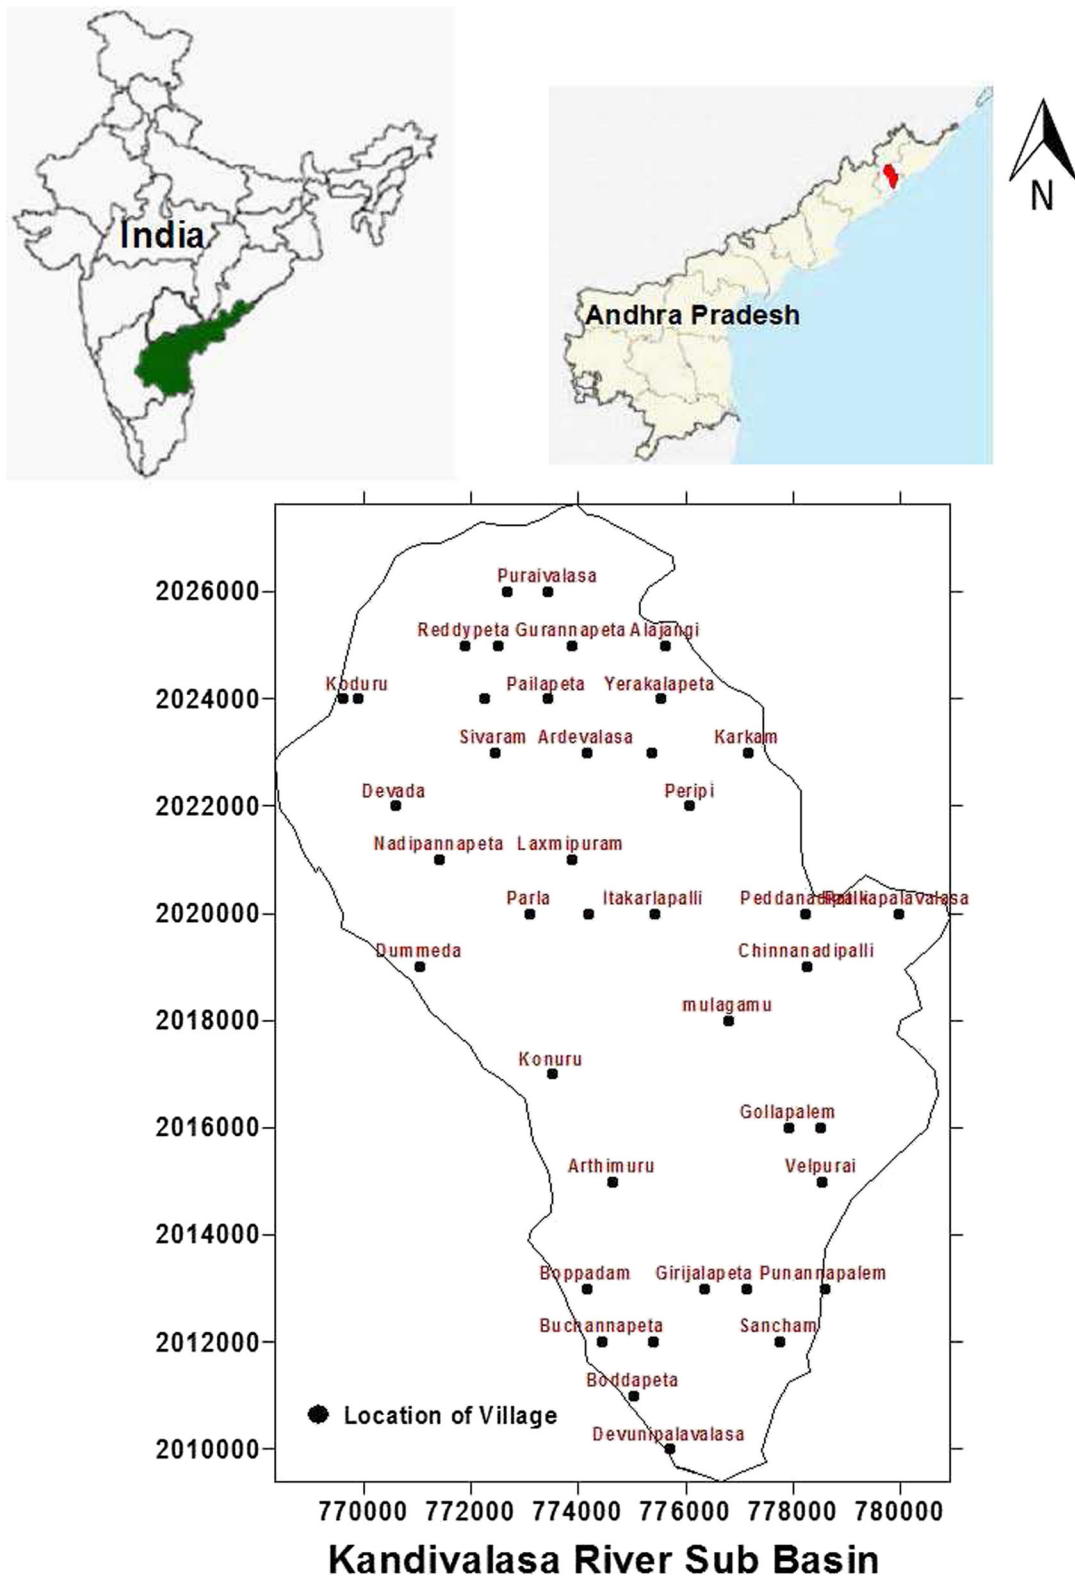 India
Andhra Pradesh
N
2026000
Puraivalasa
Reddypeta Gurannapeta Alajangi
2024000
Koduru Pailapeta Yerakalapeta
Sivaram Ardevalasa Karkam
2022000
Devada Peripi
Nadipannapeta Laxmipuram
2020000
Parla Itakarlapalli
Dummeda Chinnanadipalli
2018000
mulagamu
Konuru
2016000
Gollapalem
Arthimuru Velpurai
2014000
Boppadam Girijalapeta Punannapalem
2012000
Buchannapeta Sancham
Boddapeta
Location of Village
Devunipalavalasa
2010000
770000 772000 774000 776000 778000 780000
Kandivalasa River Sub Basin